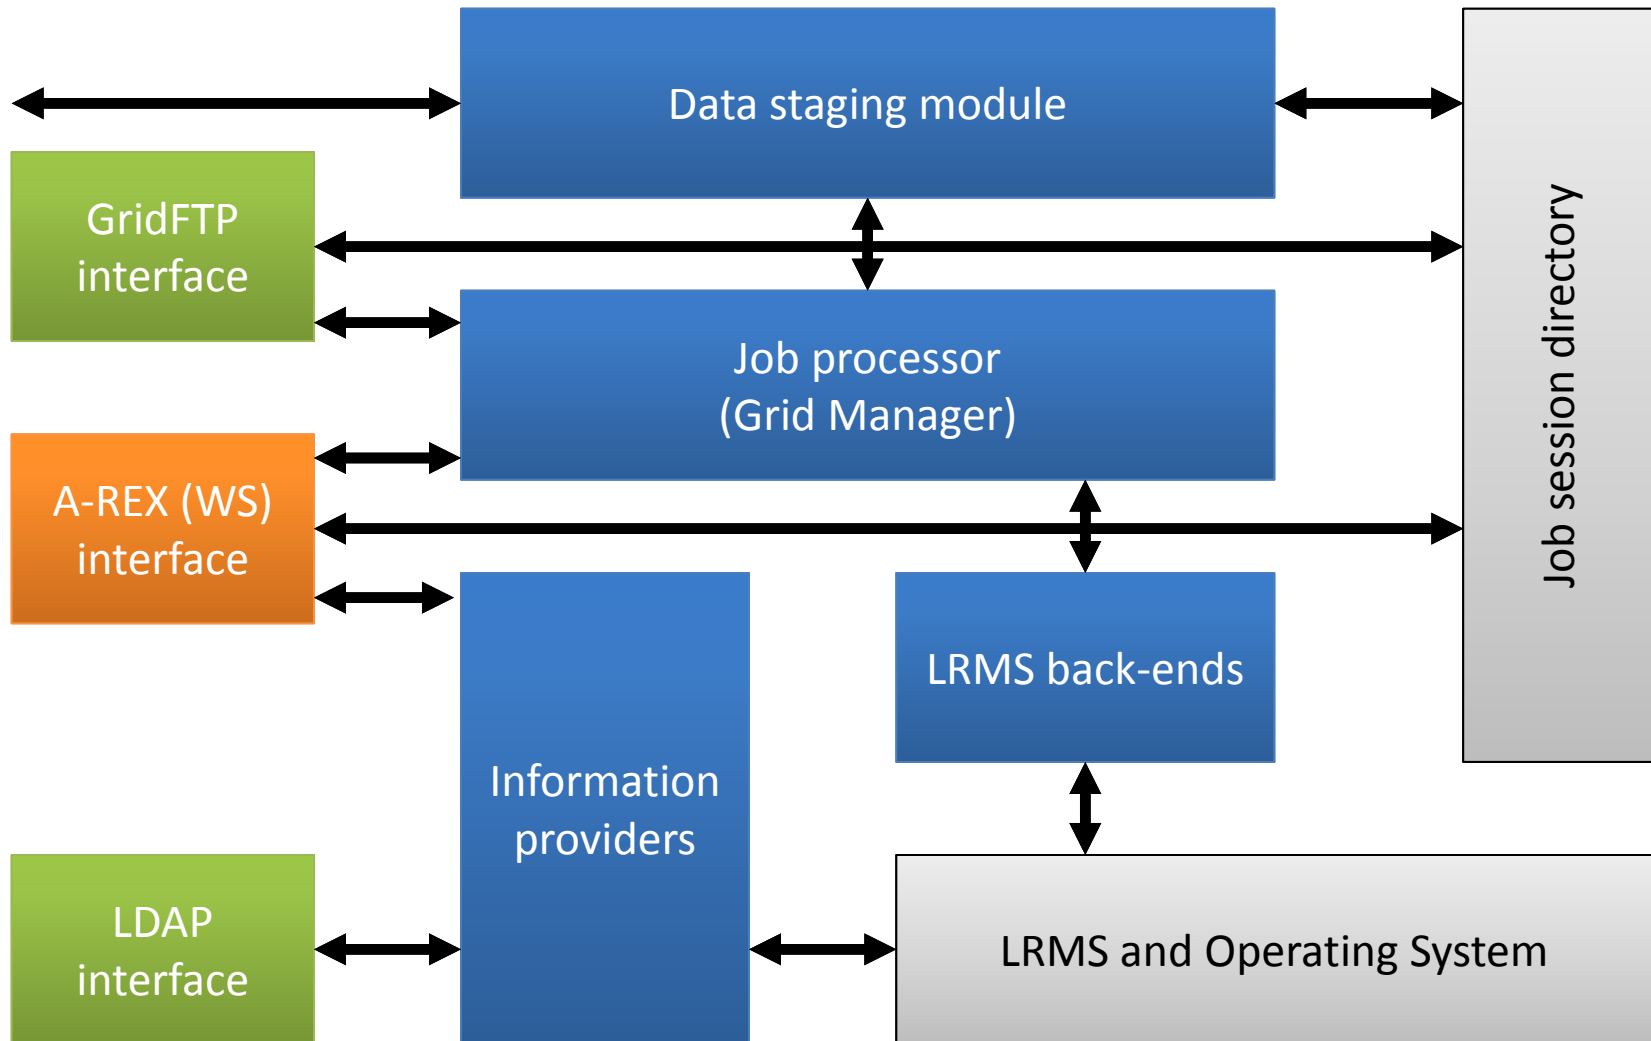 Data staging module
GridFTP
interface
Job processor
(Grid Manager)
Job session directory
A-REX (WS)
interface
LRMS back-ends
Information
providers
LDAP
interface
LRMS and Operating System